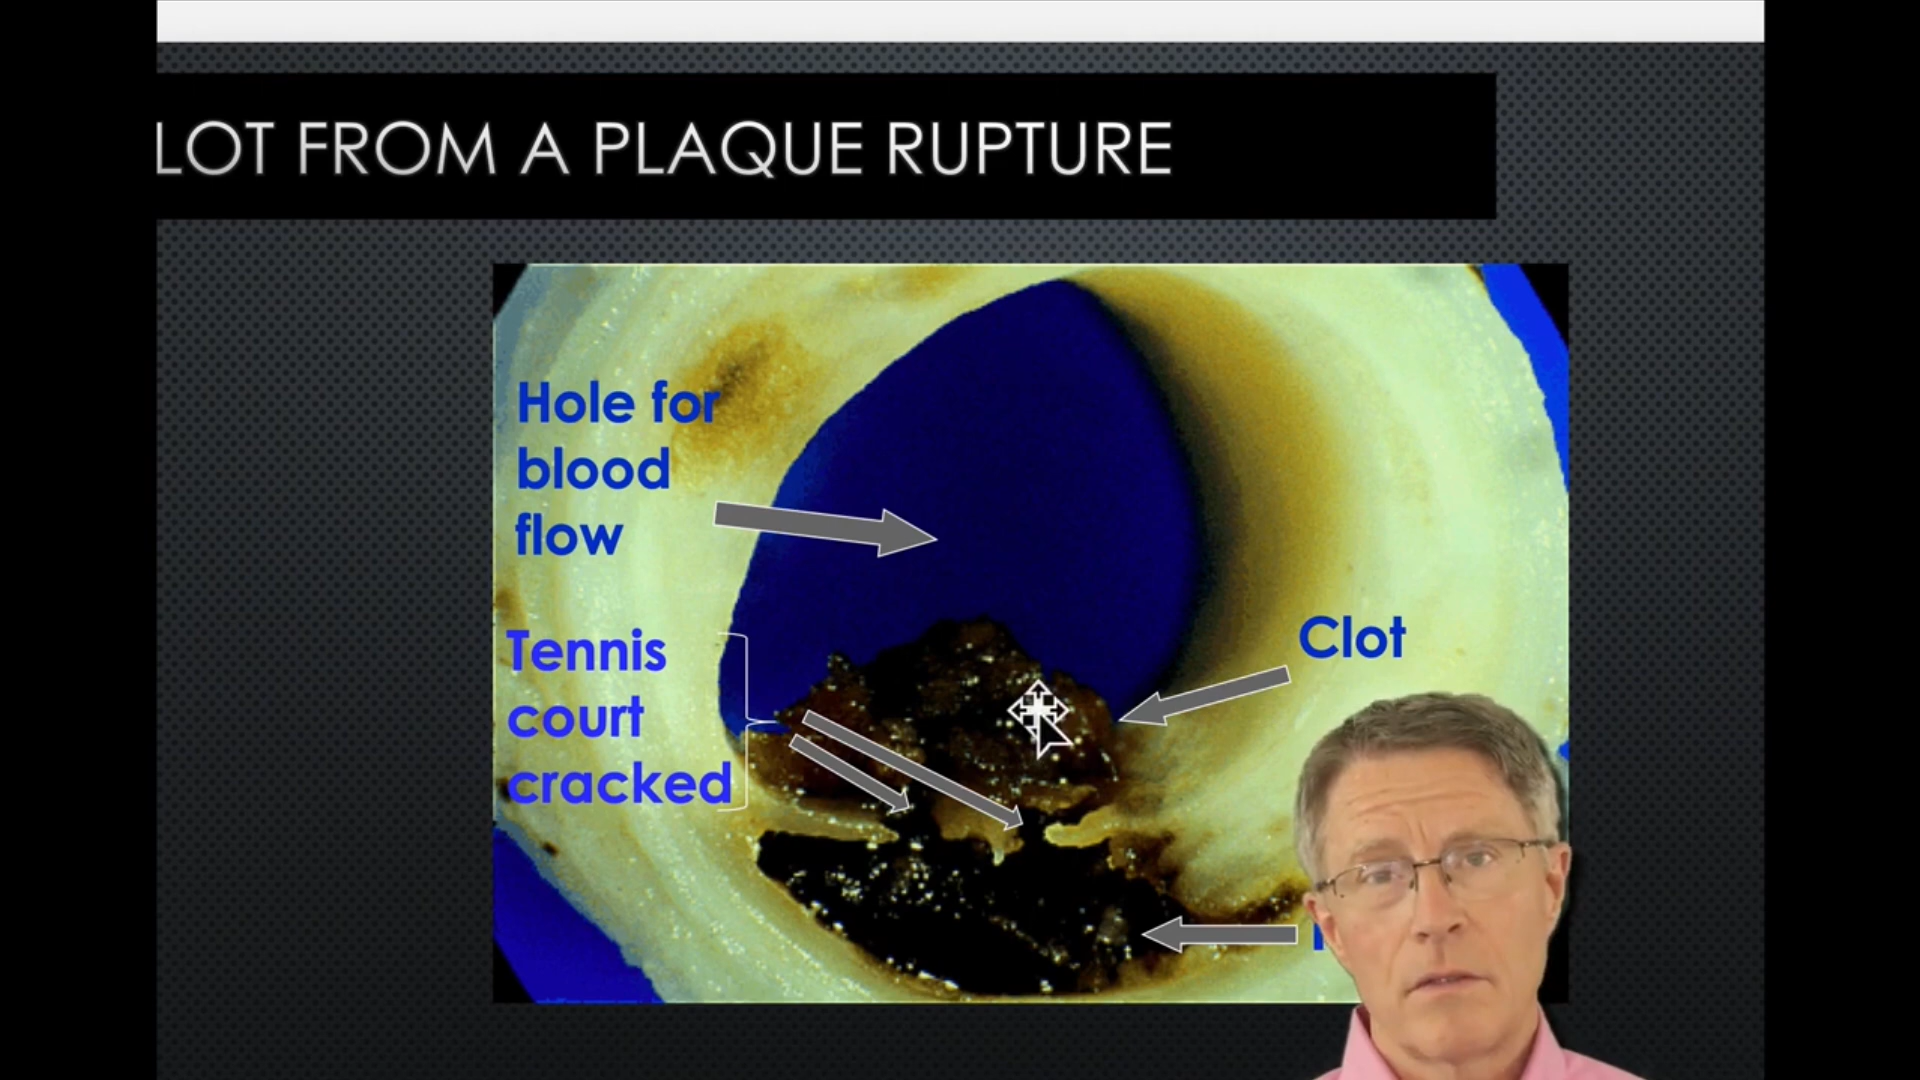 LOT FROM A PLAQUE RUPTURE
Hole for
blood
flow
Tennis
court
cracked
Clot